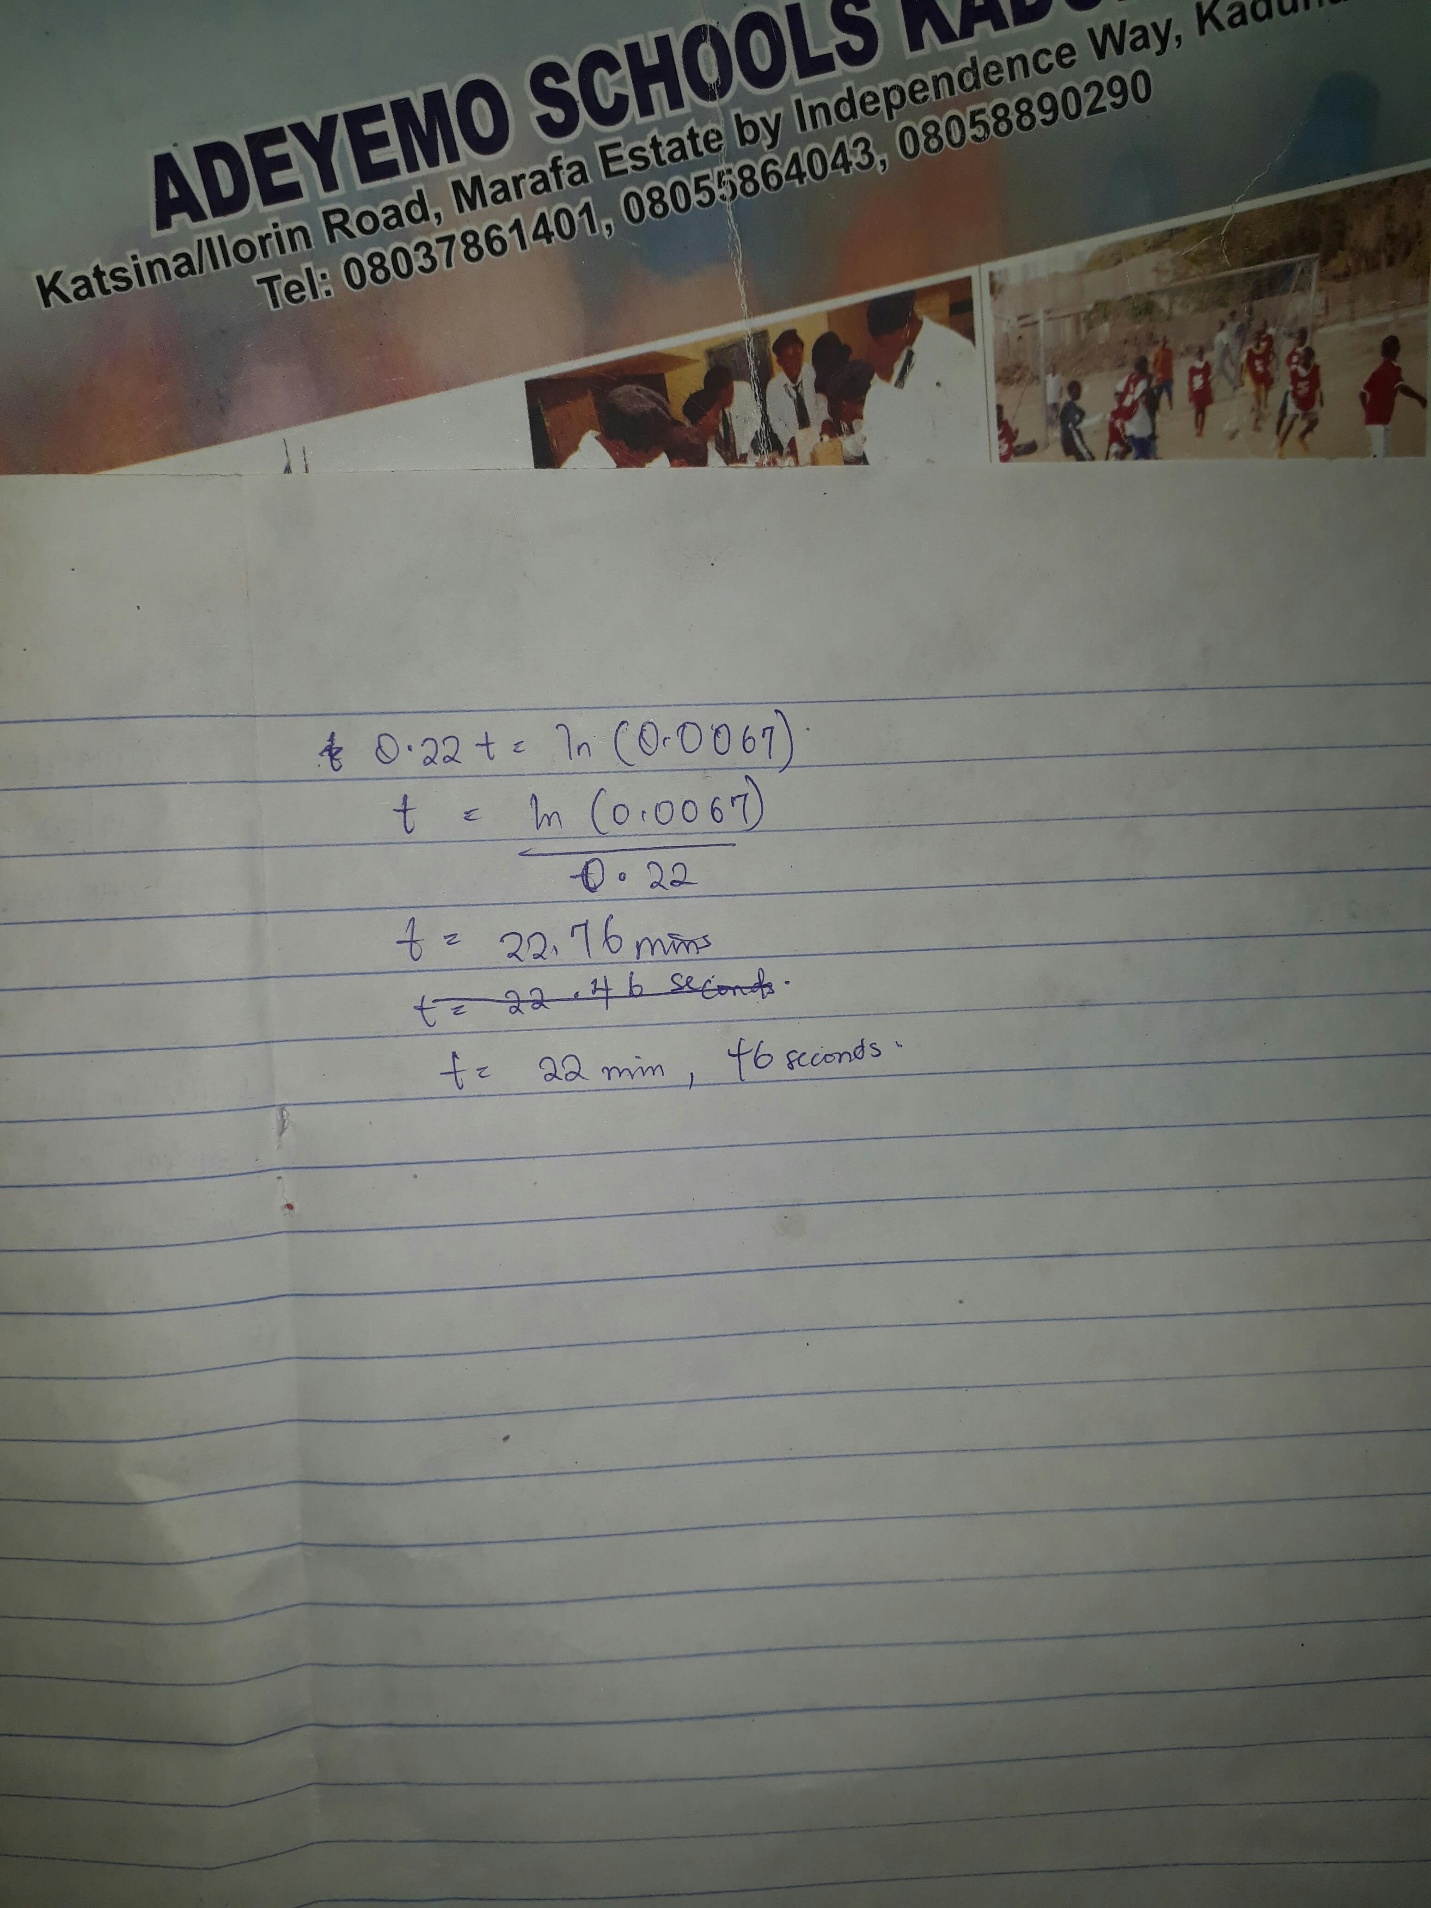 ADEYEMO SCHOOLS
Katsina/Ilorin Road, Marafa Estate by Independence Way,
Tel: 08037861401, 08055864043, 08058890290
0.22 t = ln (0.0067)
t = ln (0.0067)
0.22
t = 22.76 mins
t = 22.46 seconds.
t = 22 min, 46 seconds.